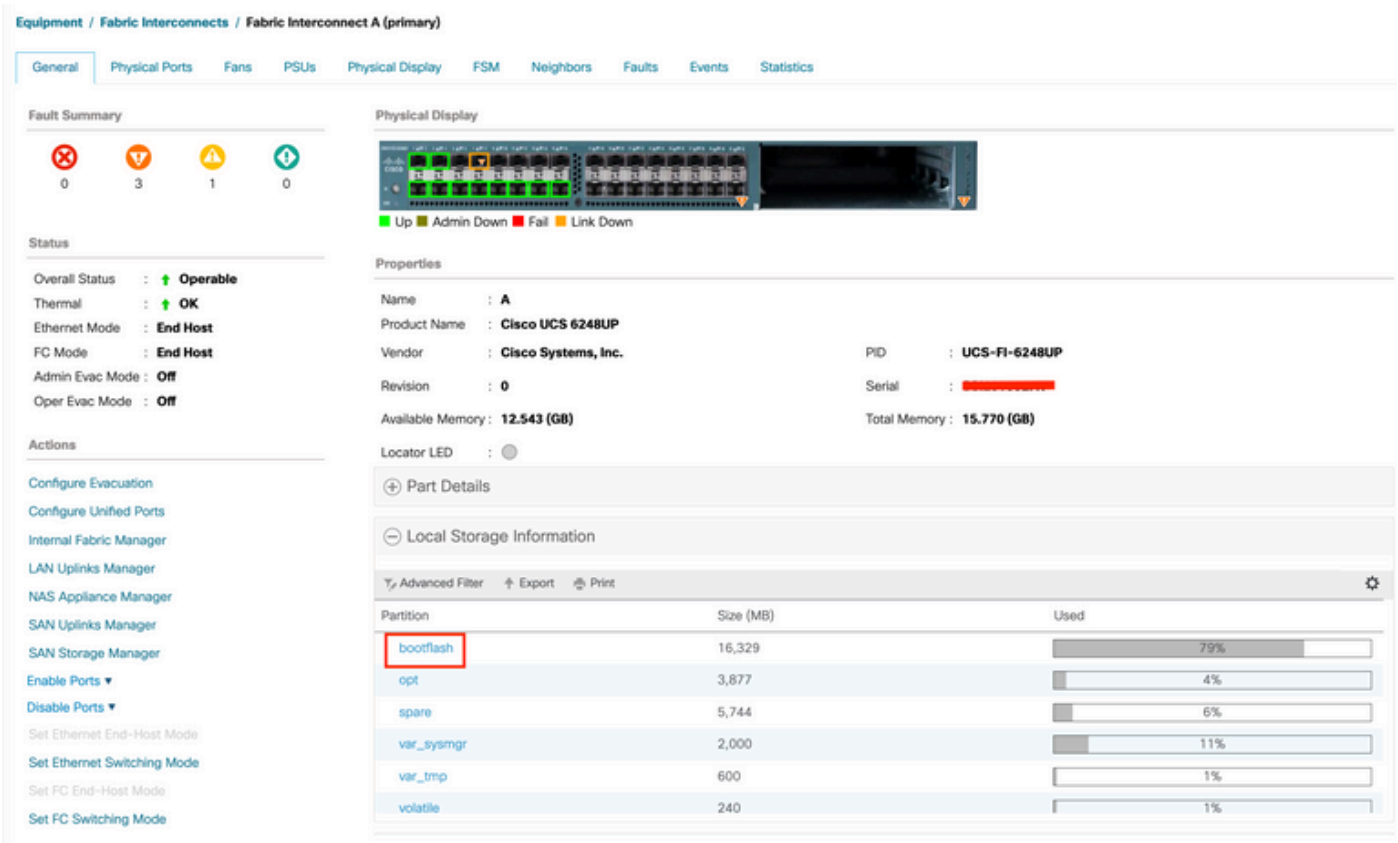 Equipment / Fabric Interconnects / Fabric Interconnect A (primary)
General Physical Ports Fans PSUs Physical Display FSM Neighbors Faults Events Statistics
Fault Summary
0 3 1 0
Status
Overall Status : Operable
Thermal : OK
Ethernet Mode : End Host
FC Mode : End Host
Admin Evac Mode : Off
Oper Evac Mode : Off
Actions
Configure Evacuation
Configure Unified Ports
Internal Fabric Manager
LAN Uplinks Manager
NAS Appliance Manager
SAN Uplinks Manager
SAN Storage Manager
Enable Ports
Disable Ports
Set Ethernet End-Host Mode
Set Ethernet Switching Mode
Set FC End-Host Mode
Set FC Switching Mode
Physical Display
CISCO
Up Admin Down Fail Link Down
Properties
Name : A
Product Name : Cisco UCS 6248UP
Vendor : Cisco Systems, Inc. PID : UCS-FI-6248UP
Revision : 0 Serial :
Available Memory : 12.543 (GB) Total Memory : 15.770 (GB)
Locator LED :
Part Details
Local Storage Information
Advanced Filter Export Print
Partition Size (MB) Used
bootflash 16,329 79%
opt 3,877 4%
spare 5,744 6%
var_sysmgr 2,000 11%
var_tmp 600 1%
volatile 240 1%